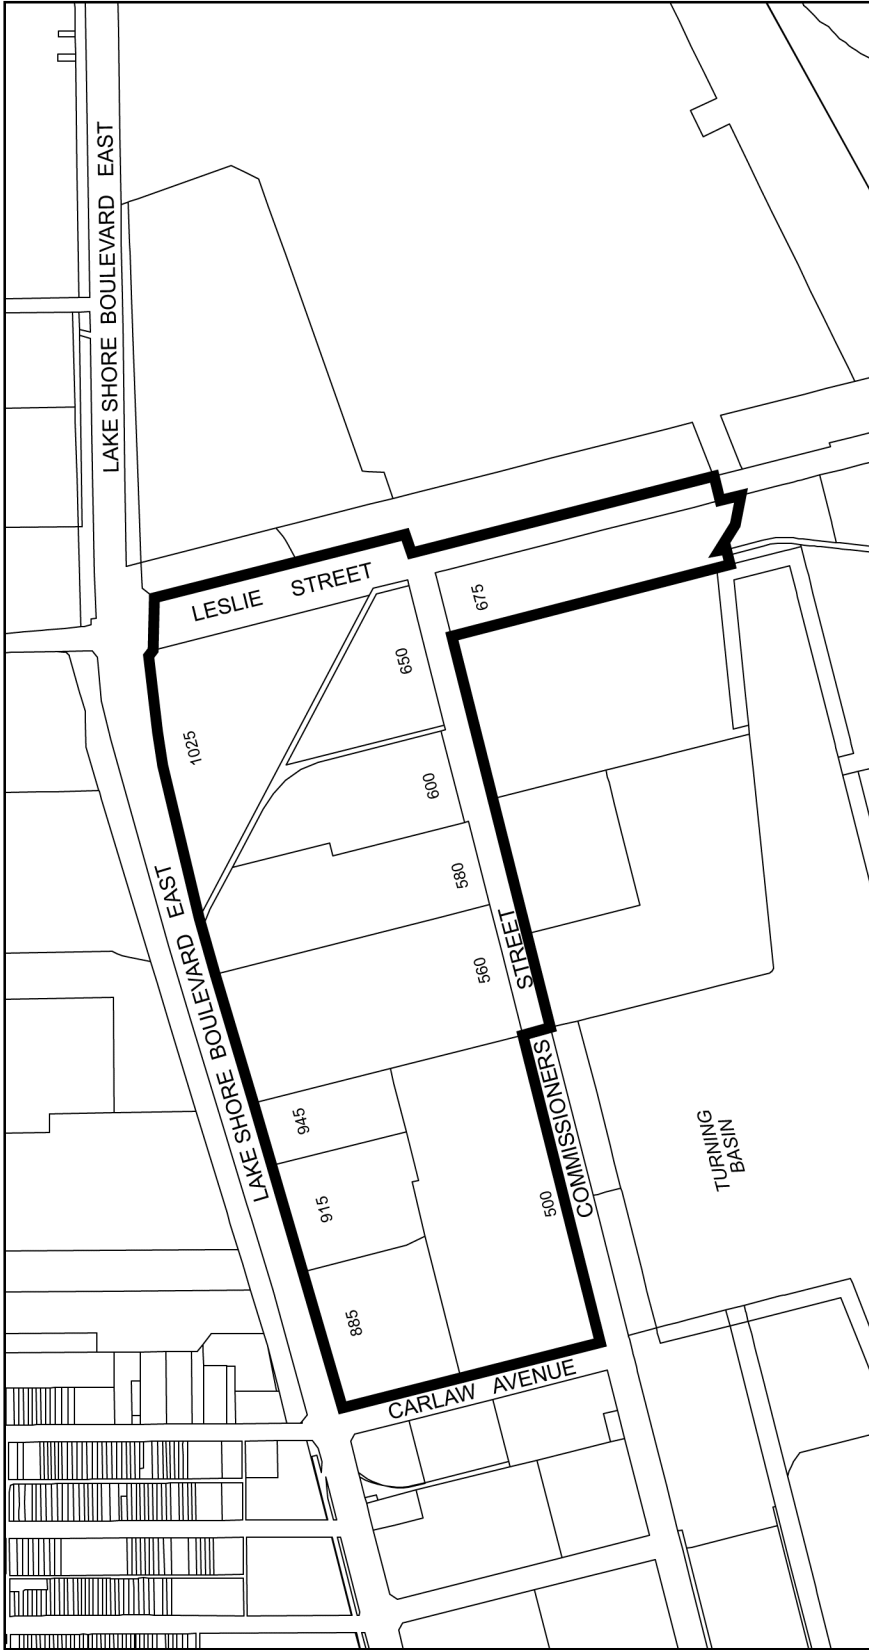 LAKE SHORE BOULEVARD EAST
LESLIE STREET
675
650
1025
600
580
560
LAKE SHORE BOULEVARD EAST
COMMISSIONERS STREET
945
915
885
500
TURNING
BASIN
CARLAW AVENUE